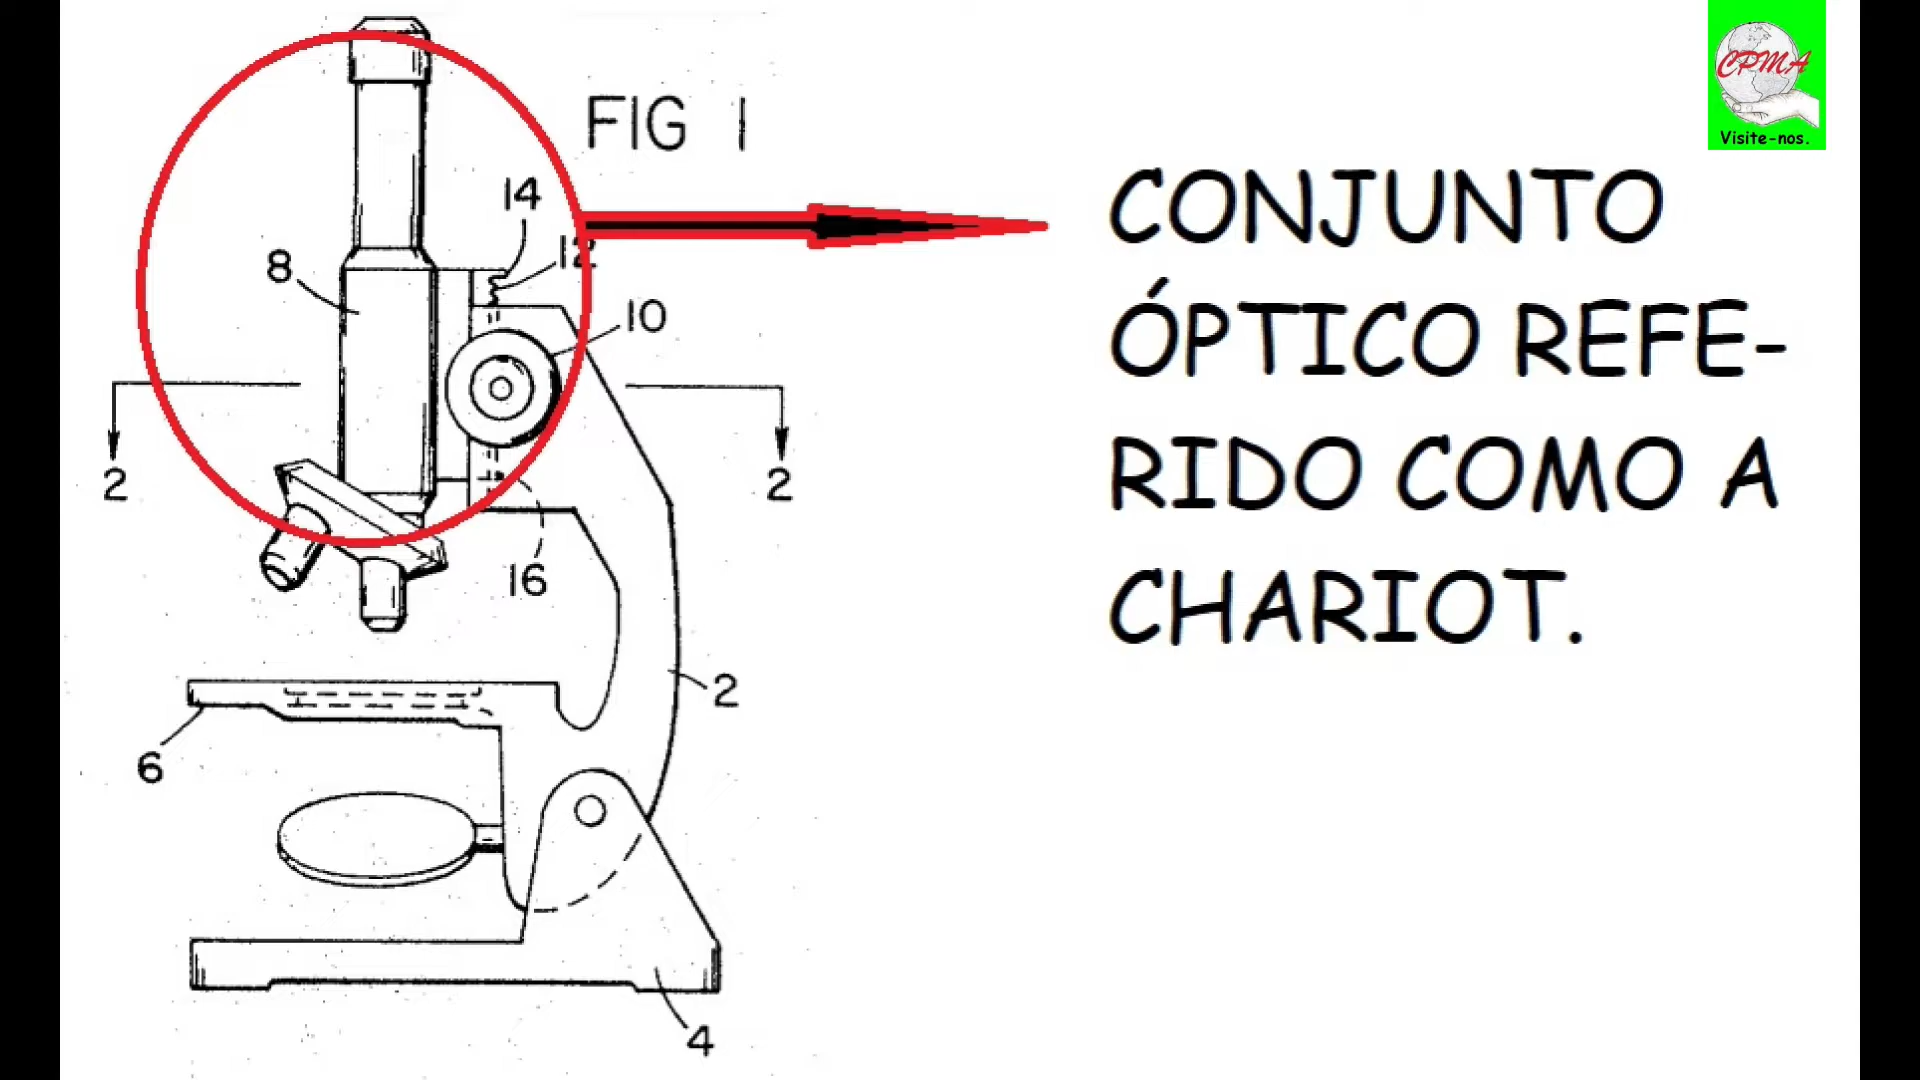 CPMA
Visite-nos.
FIG 1
14
12
8
10
2
2
16
2
6
4
CONJUNTO
ÓPTICO REFE-
RIDO COMO A
CHARIOT.